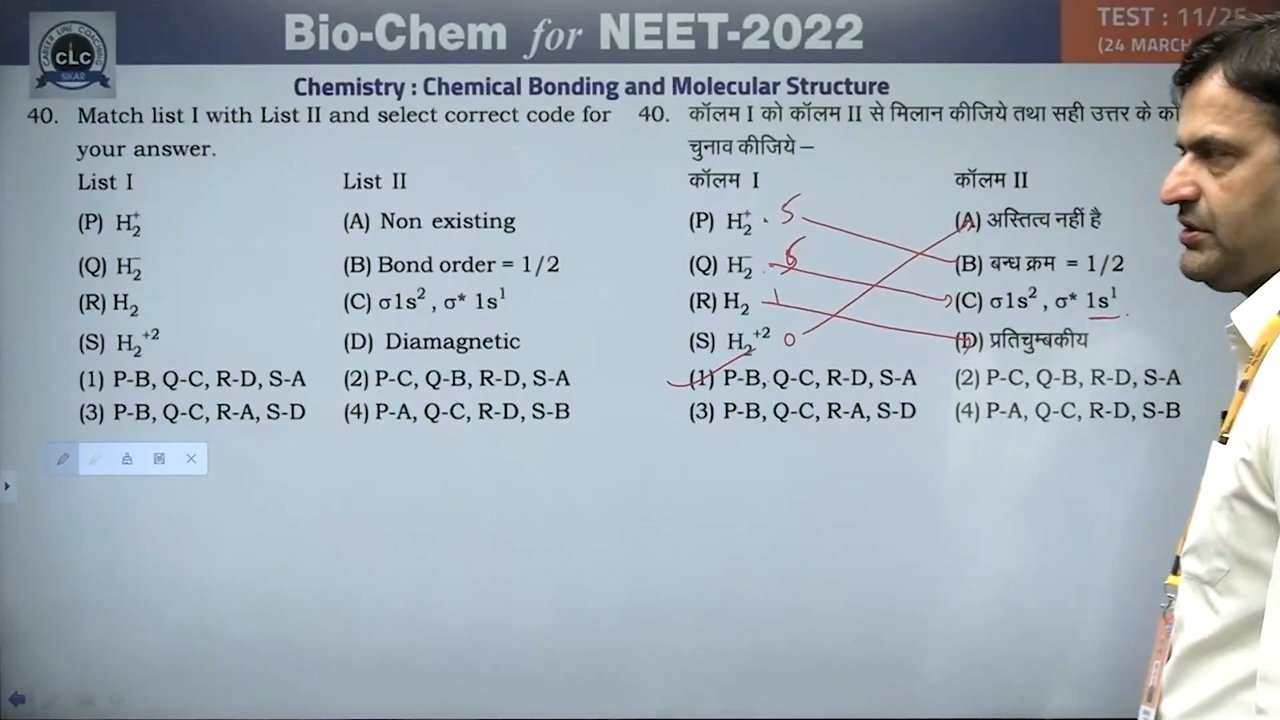 Bio-Chem for NEET-2022
TEST : 11/25
(24 MARCH
CAREER LINE COACHING
CLC
SIKAR
Chemistry : Chemical Bonding and Molecular Structure
40. Match list I with List II and select correct code for
your answer.
List I List II
(P) H₂⁺ (A) Non existing
(Q) H₂⁻ (B) Bond order = 1/2
(R) H₂ (C) σ1s², σ* 1s¹
(S) H₂⁺² (D) Diamagnetic
(1) P-B, Q-C, R-D, S-A (2) P-C, Q-B, R-D, S-A
(3) P-B, Q-C, R-A, S-D (4) P-A, Q-C, R-D, S-B
40. कॉलम I को कॉलम II से मिलान कीजिये तथा सही उत्तर के को
चुनाव कीजिये –
कॉलम I कॉलम II
(P) H₂⁺ . 5 (A) अस्तित्व नहीं है
(Q) H₂⁻ (B) बन्ध क्रम = 1/2
(R) H₂ 1 (C) σ1s², σ* 1s¹
(S) H₂⁺² 0 (D) प्रतिचुम्बकीय
(1) P-B, Q-C, R-D, S-A (2) P-C, Q-B, R-D, S-A
(3) P-B, Q-C, R-A, S-D (4) P-A, Q-C, R-D, S-B